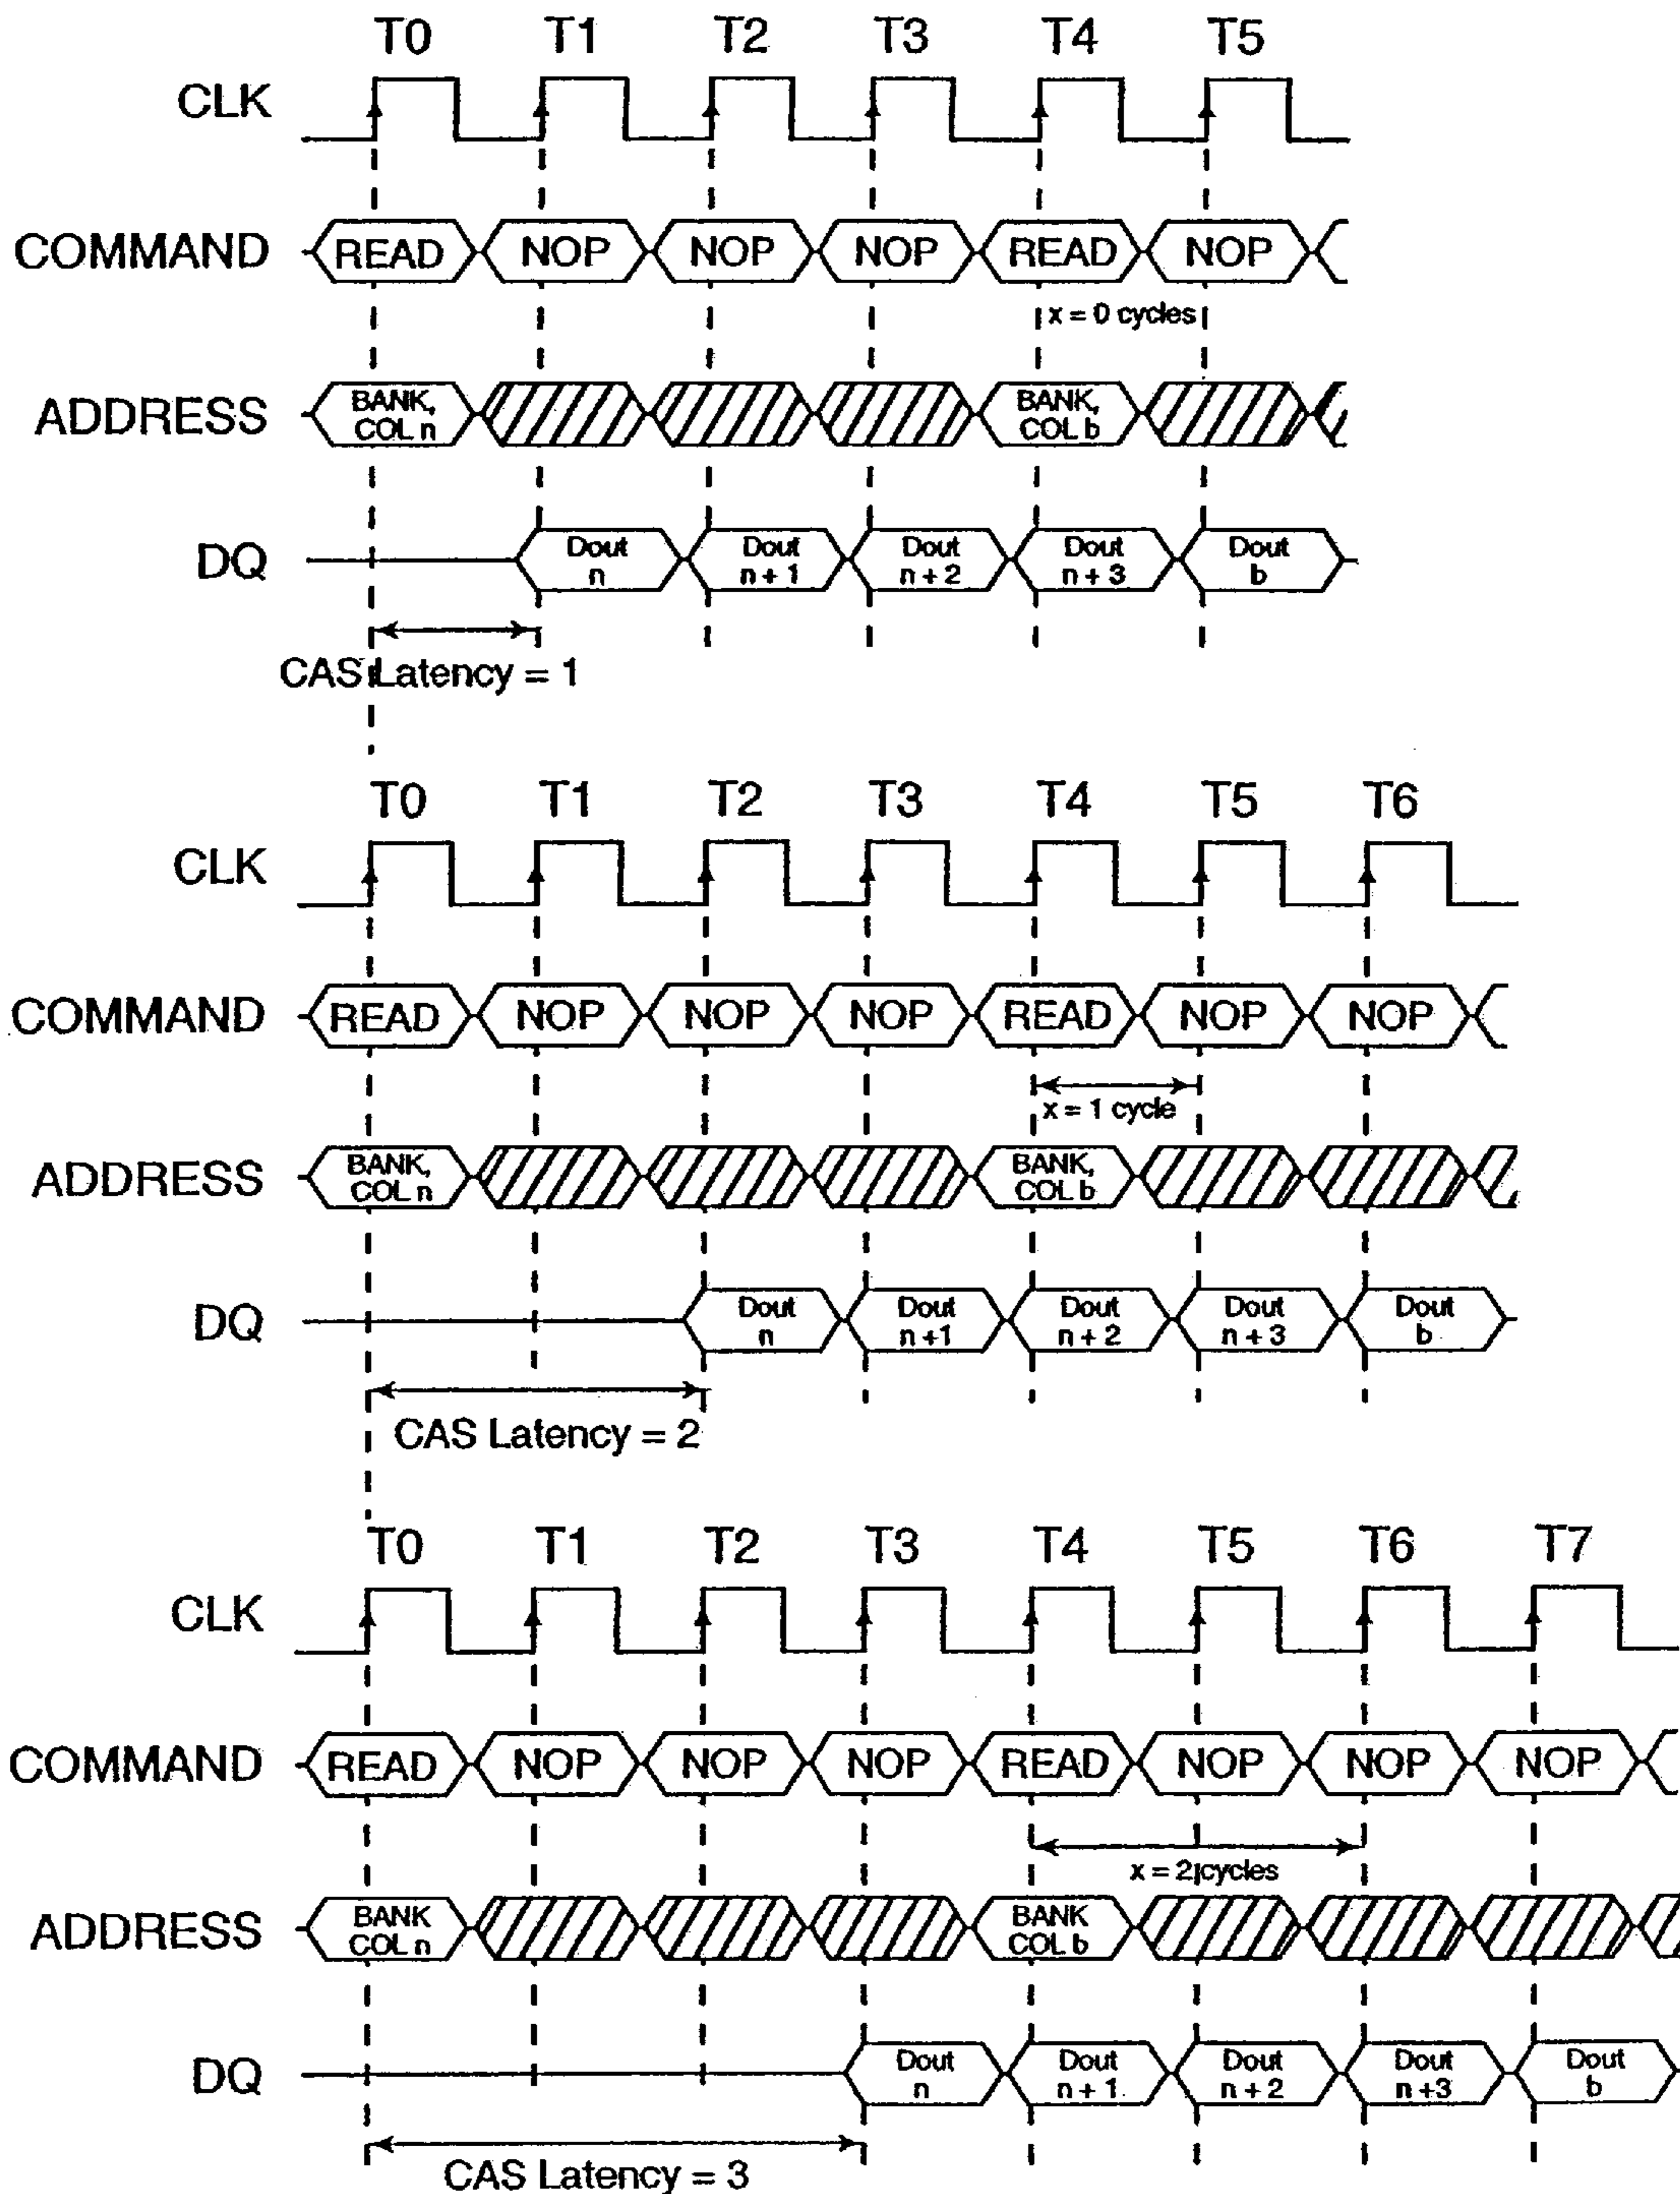 T0 T1 T2 T3 T4 T5
CLK
COMMAND READ NOP NOP NOP READ NOP
x = 0 cycles
ADDRESS BANK, COL n BANK, COL b
DQ Dout n Dout n + 1 Dout n + 2 Dout n + 3 Dout b
CAS Latency = 1
T0 T1 T2 T3 T4 T5 T6
CLK
COMMAND READ NOP NOP NOP READ NOP NOP
x = 1 cycle
ADDRESS BANK, COL n BANK, COL b
DQ Dout n Dout n +1 Dout n + 2 Dout n + 3 Dout b
CAS Latency = 2
T0 T1 T2 T3 T4 T5 T6 T7
CLK
COMMAND READ NOP NOP NOP READ NOP NOP NOP
x = 2 cycles
ADDRESS BANK COL n BANK COL b
DQ Dout n Dout n + 1 Dout n + 2 Dout n +3 Dout b
CAS Latency = 3